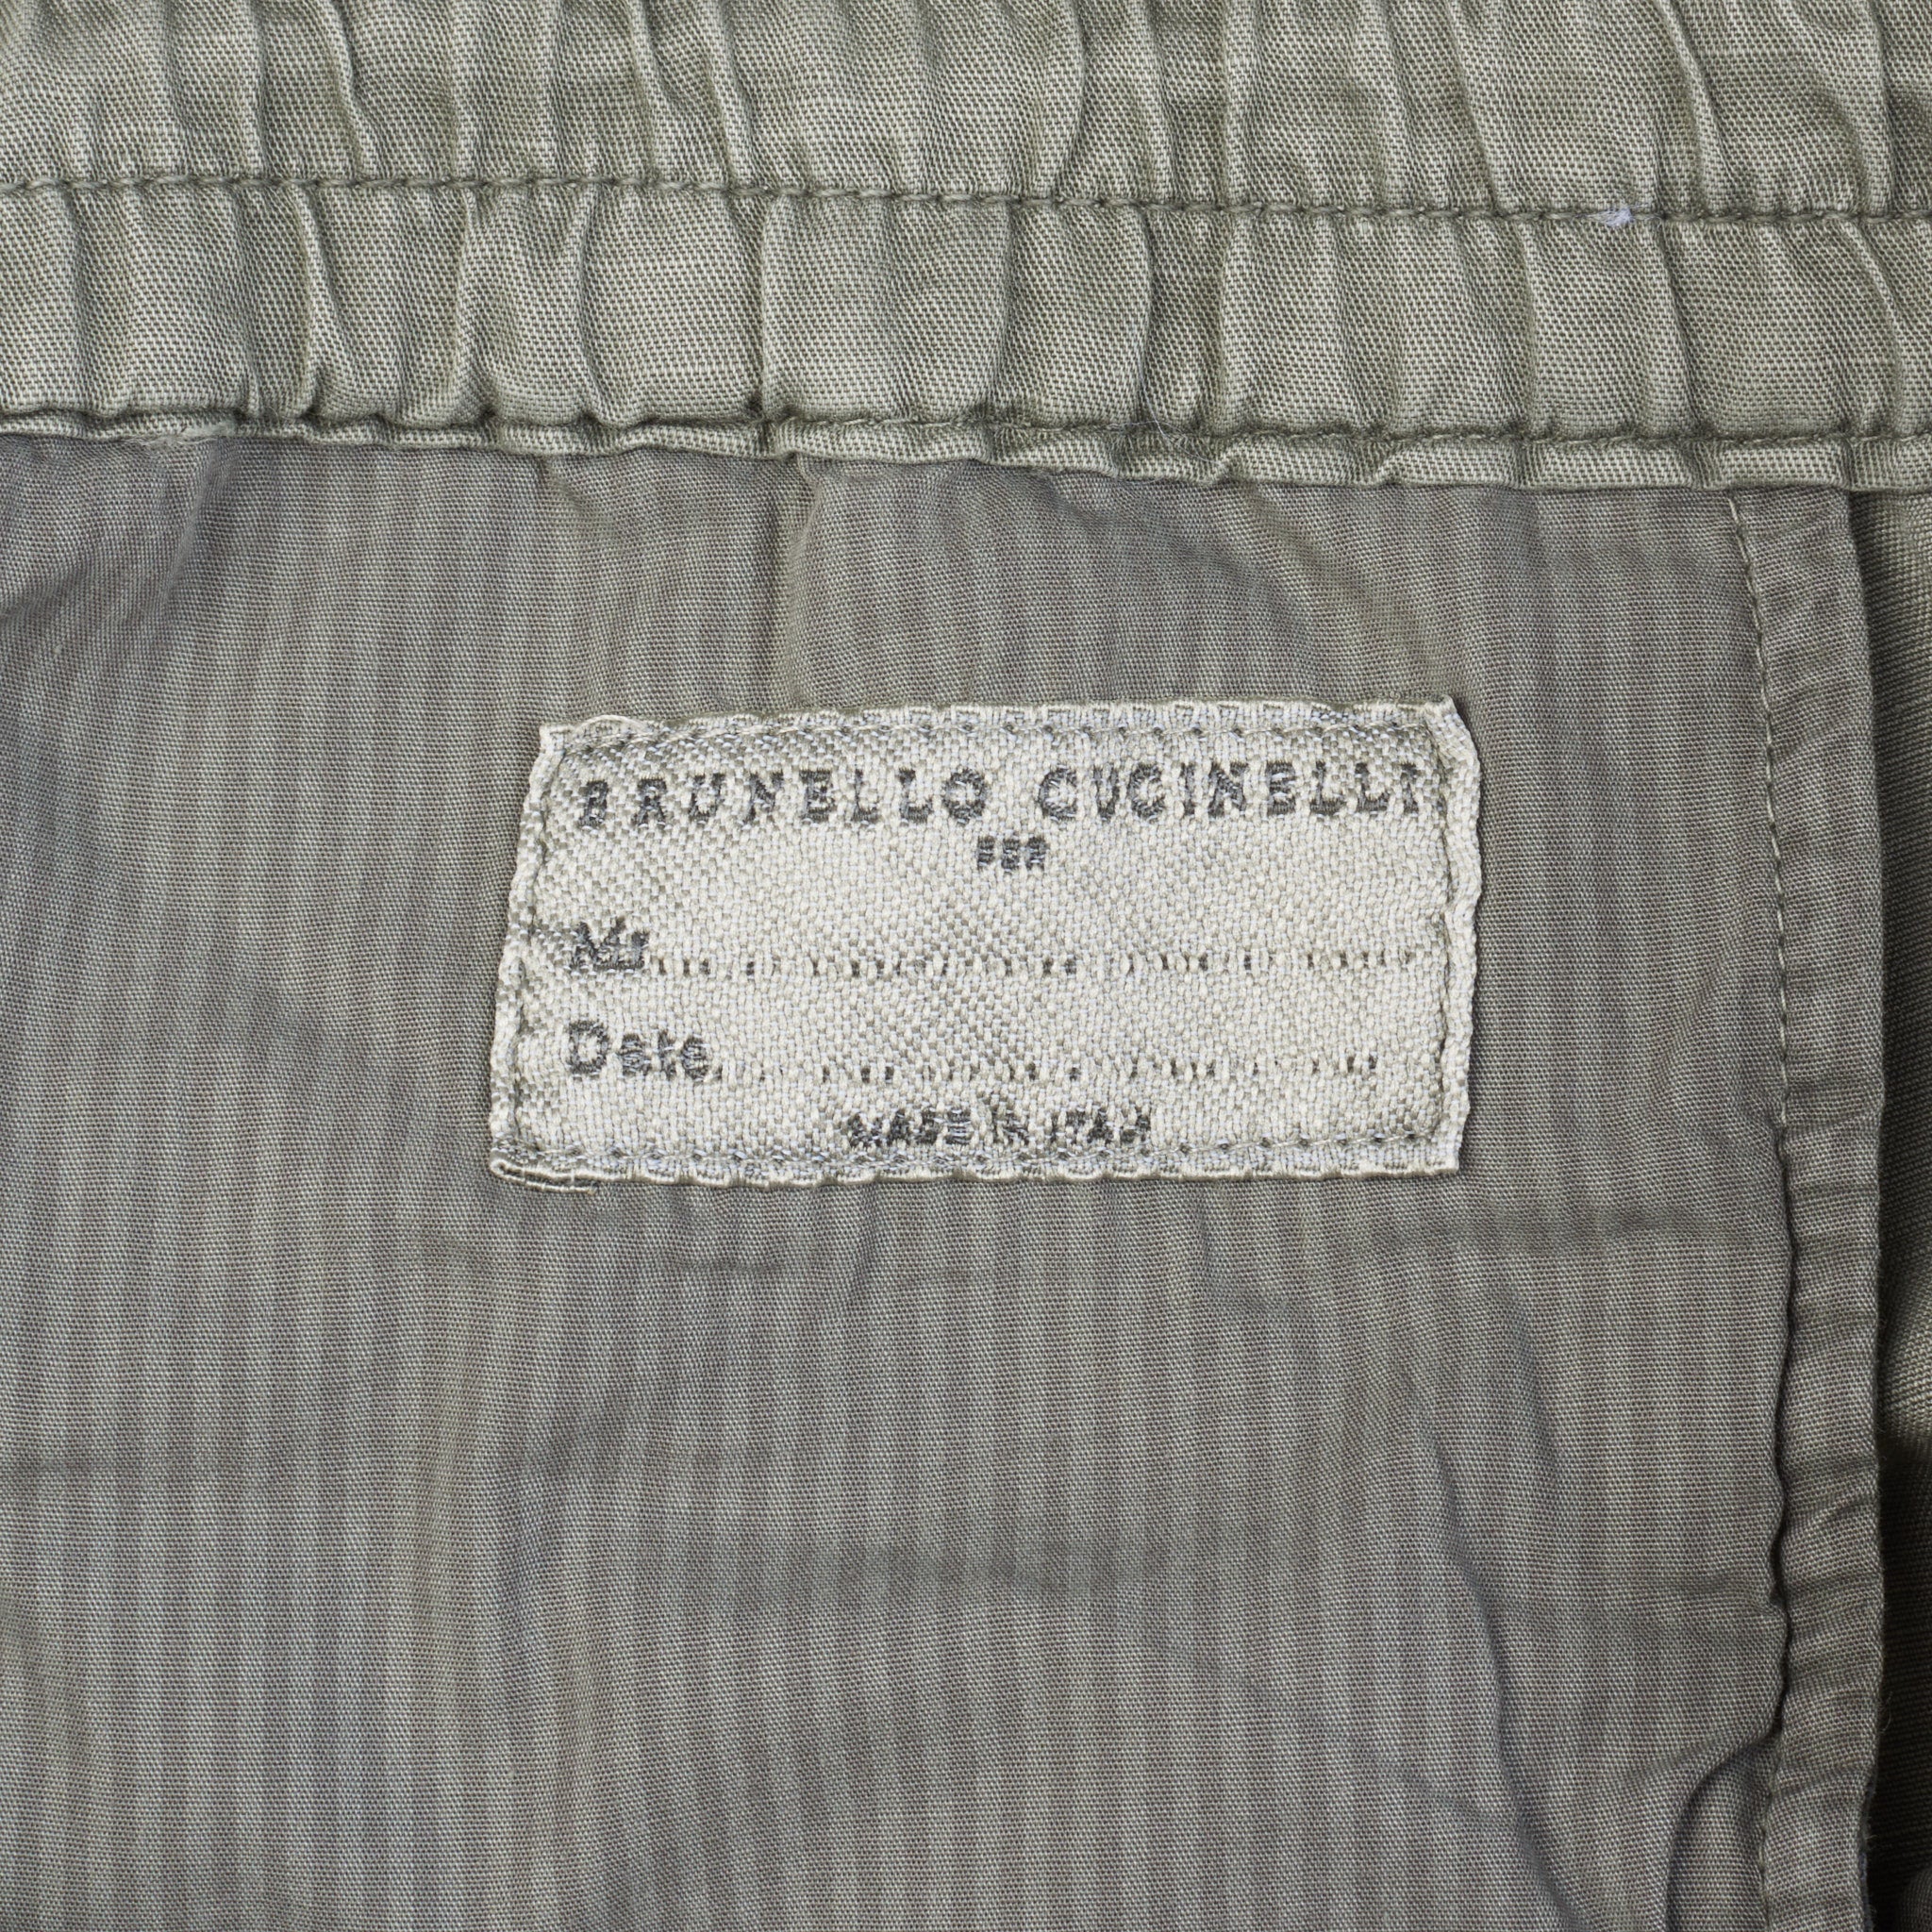 BRUNELLO CUCINELLI
PER
Mr
Date
MADE IN ITALY